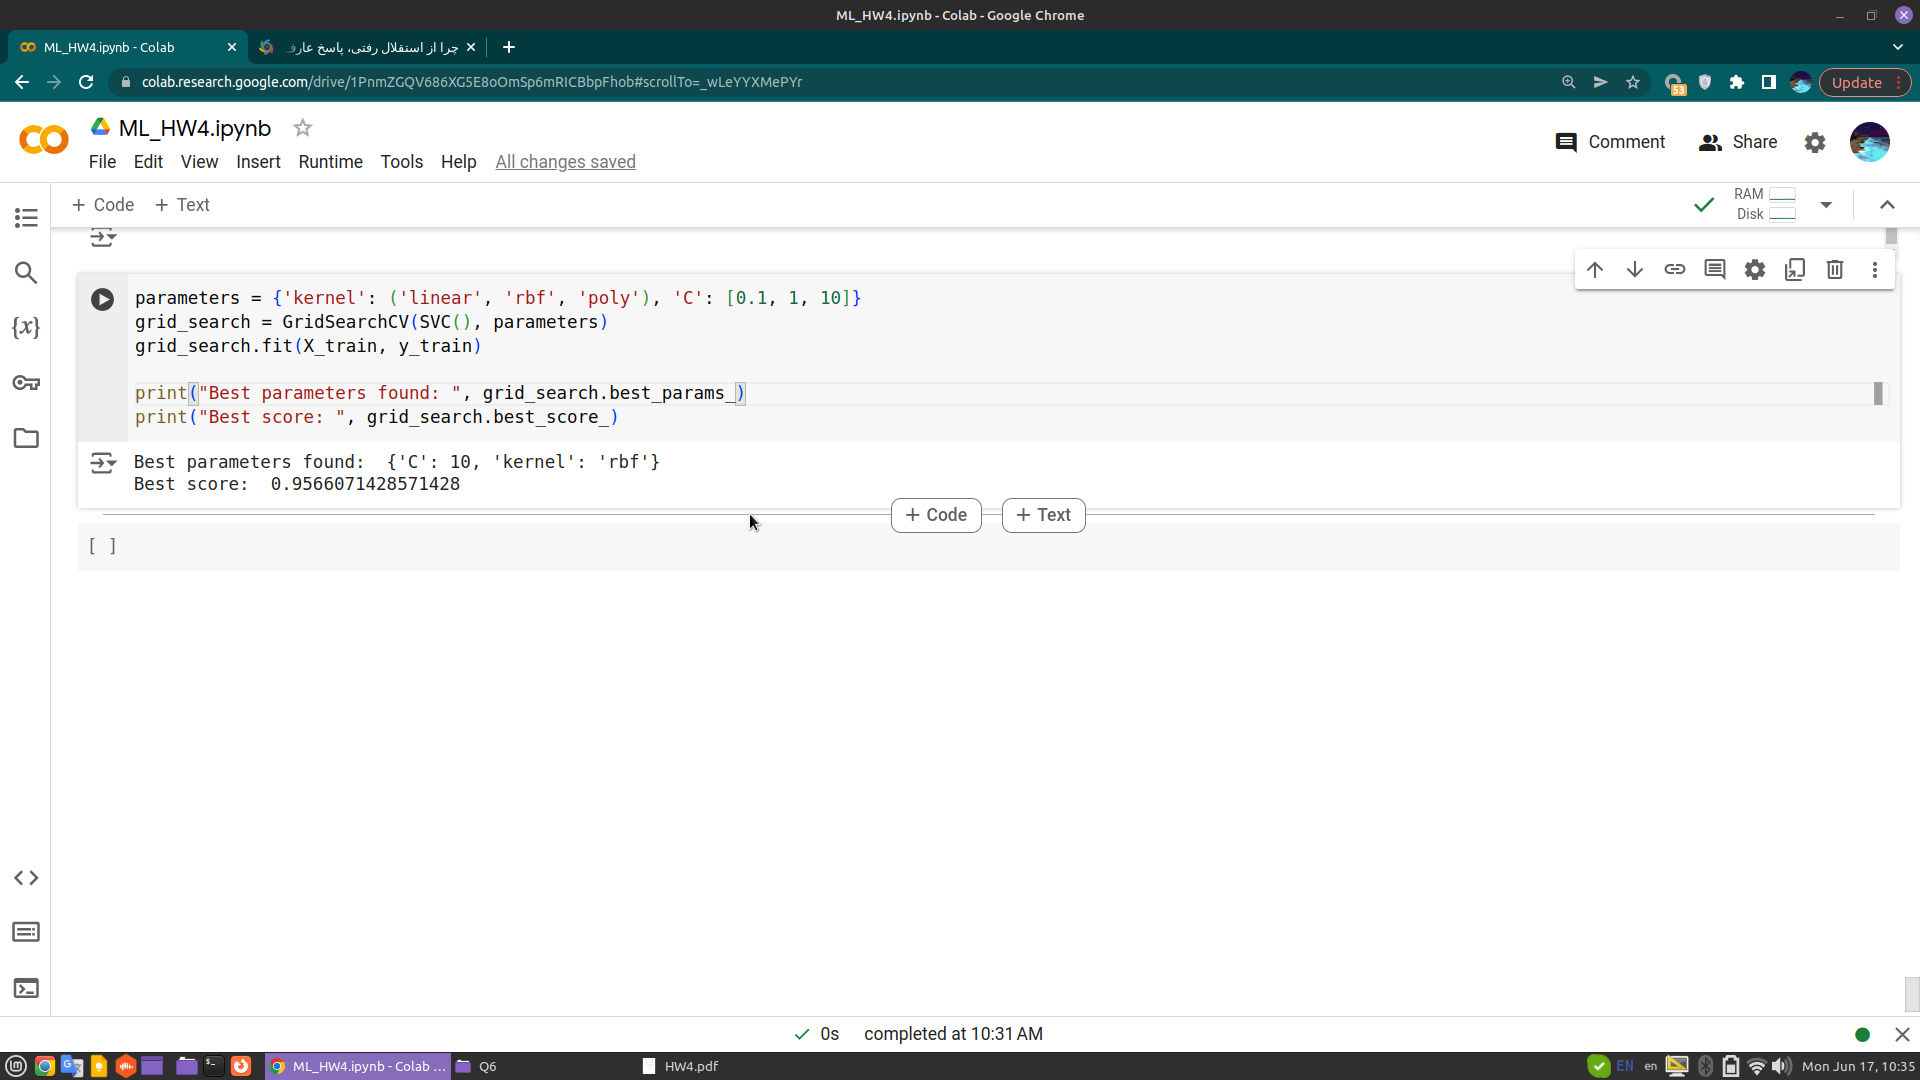 ML_HW4.ipynb - Colab - Google Chrome
ML_HW4.ipynb - Colab
چرا از استقلال رفتی، پاسخ عارف
colab.research.google.com/drive/1PnmZGQV686XG5E8oOmSp6mRICBbpFhob#scrollTo=_wLeYYXMePYr
53
Update
ML_HW4.ipynb
Comment
Share
File Edit View Insert Runtime Tools Help All changes saved
+ Code + Text
RAM
Disk
parameters = {'kernel': ('linear', 'rbf', 'poly'), 'C': [0.1, 1, 10]}
grid_search = GridSearchCV(SVC(), parameters)
grid_search.fit(X_train, y_train)
print("Best parameters found: ", grid_search.best_params_)
print("Best score: ", grid_search.best_score_)
Best parameters found:  {'C': 10, 'kernel': 'rbf'}
Best score:  0.9566071428571428
+ Code + Text
[ ]
{x}
0s completed at 10:31 AM
ML_HW4.ipynb - Colab ...
Q6
HW4.pdf
EN
en
Mon Jun 17, 10:35